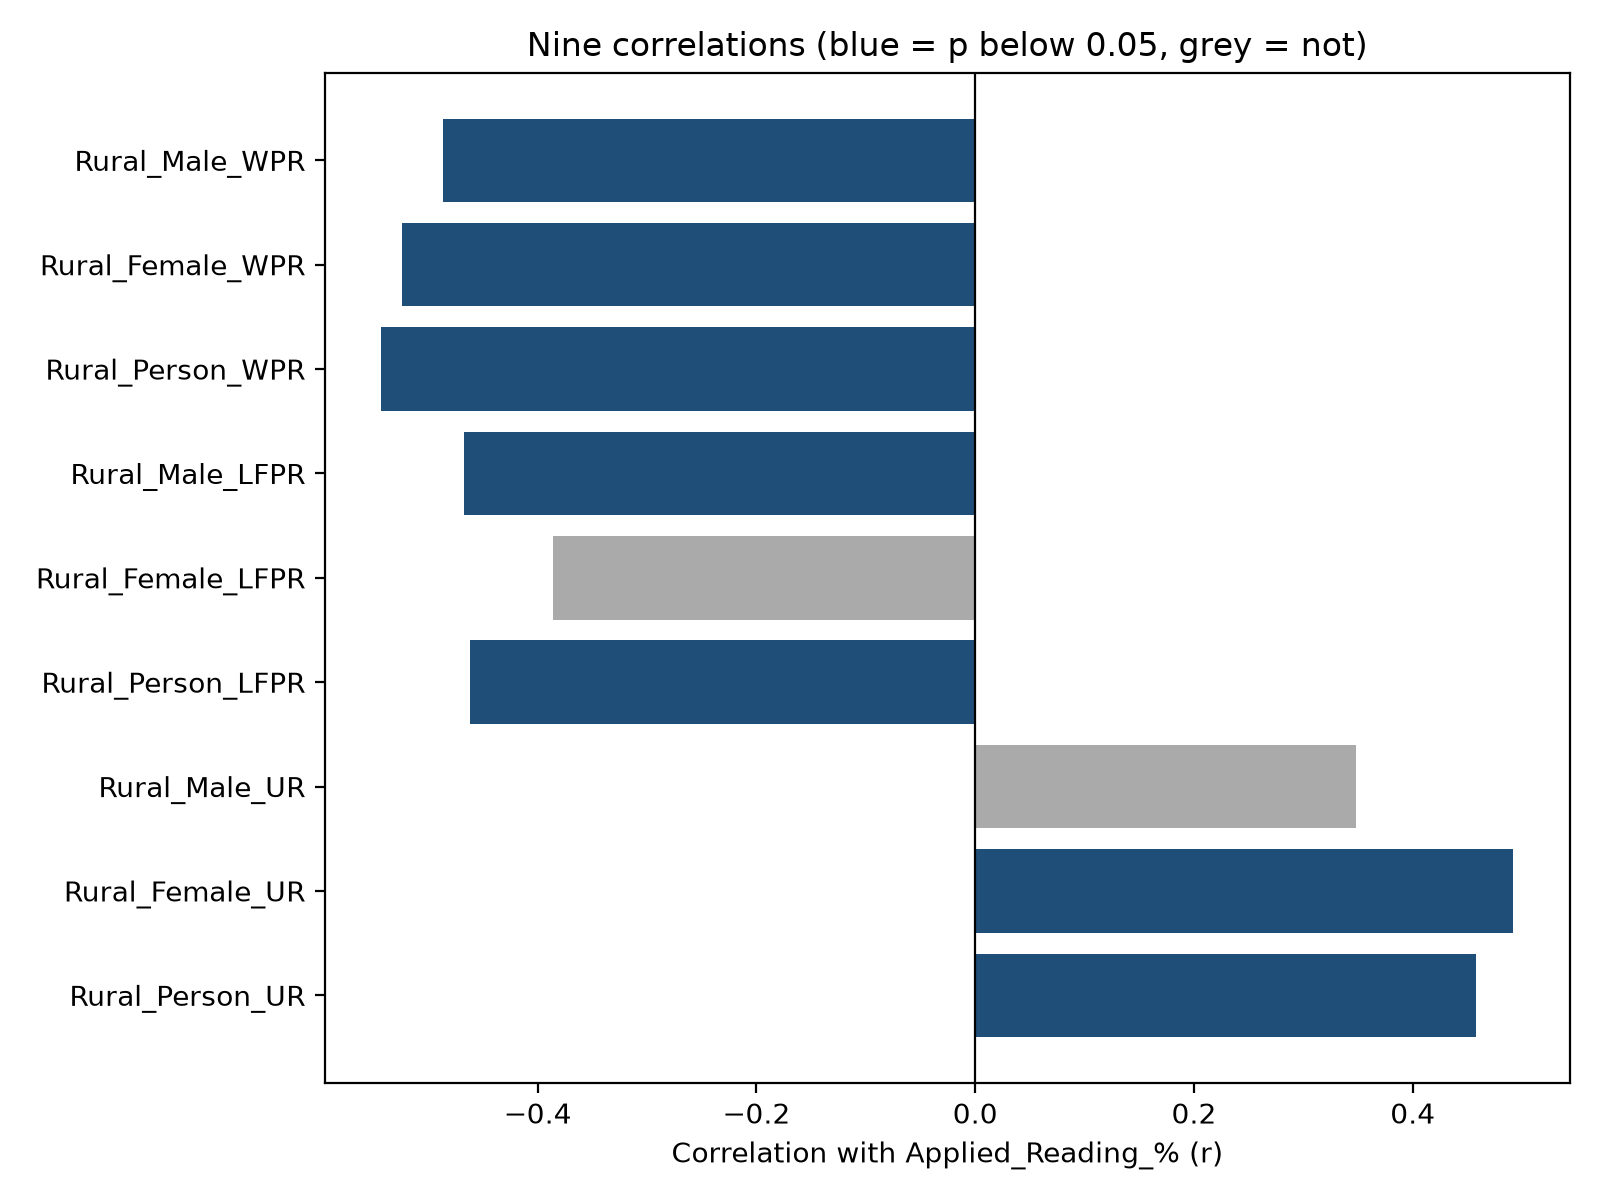 Nine correlations (blue = p below 0.05, grey = not)
Rural_Male_WPR
Rural_Female_WPR
Rural_Person_WPR
Rural_Male_LFPR
Rural_Female_LFPR
Rural_Person_LFPR
Rural_Male_UR
Rural_Female_UR
Rural_Person_UR
−0.4 −0.2 0.0 0.2 0.4
Correlation with Applied_Reading_% (r)